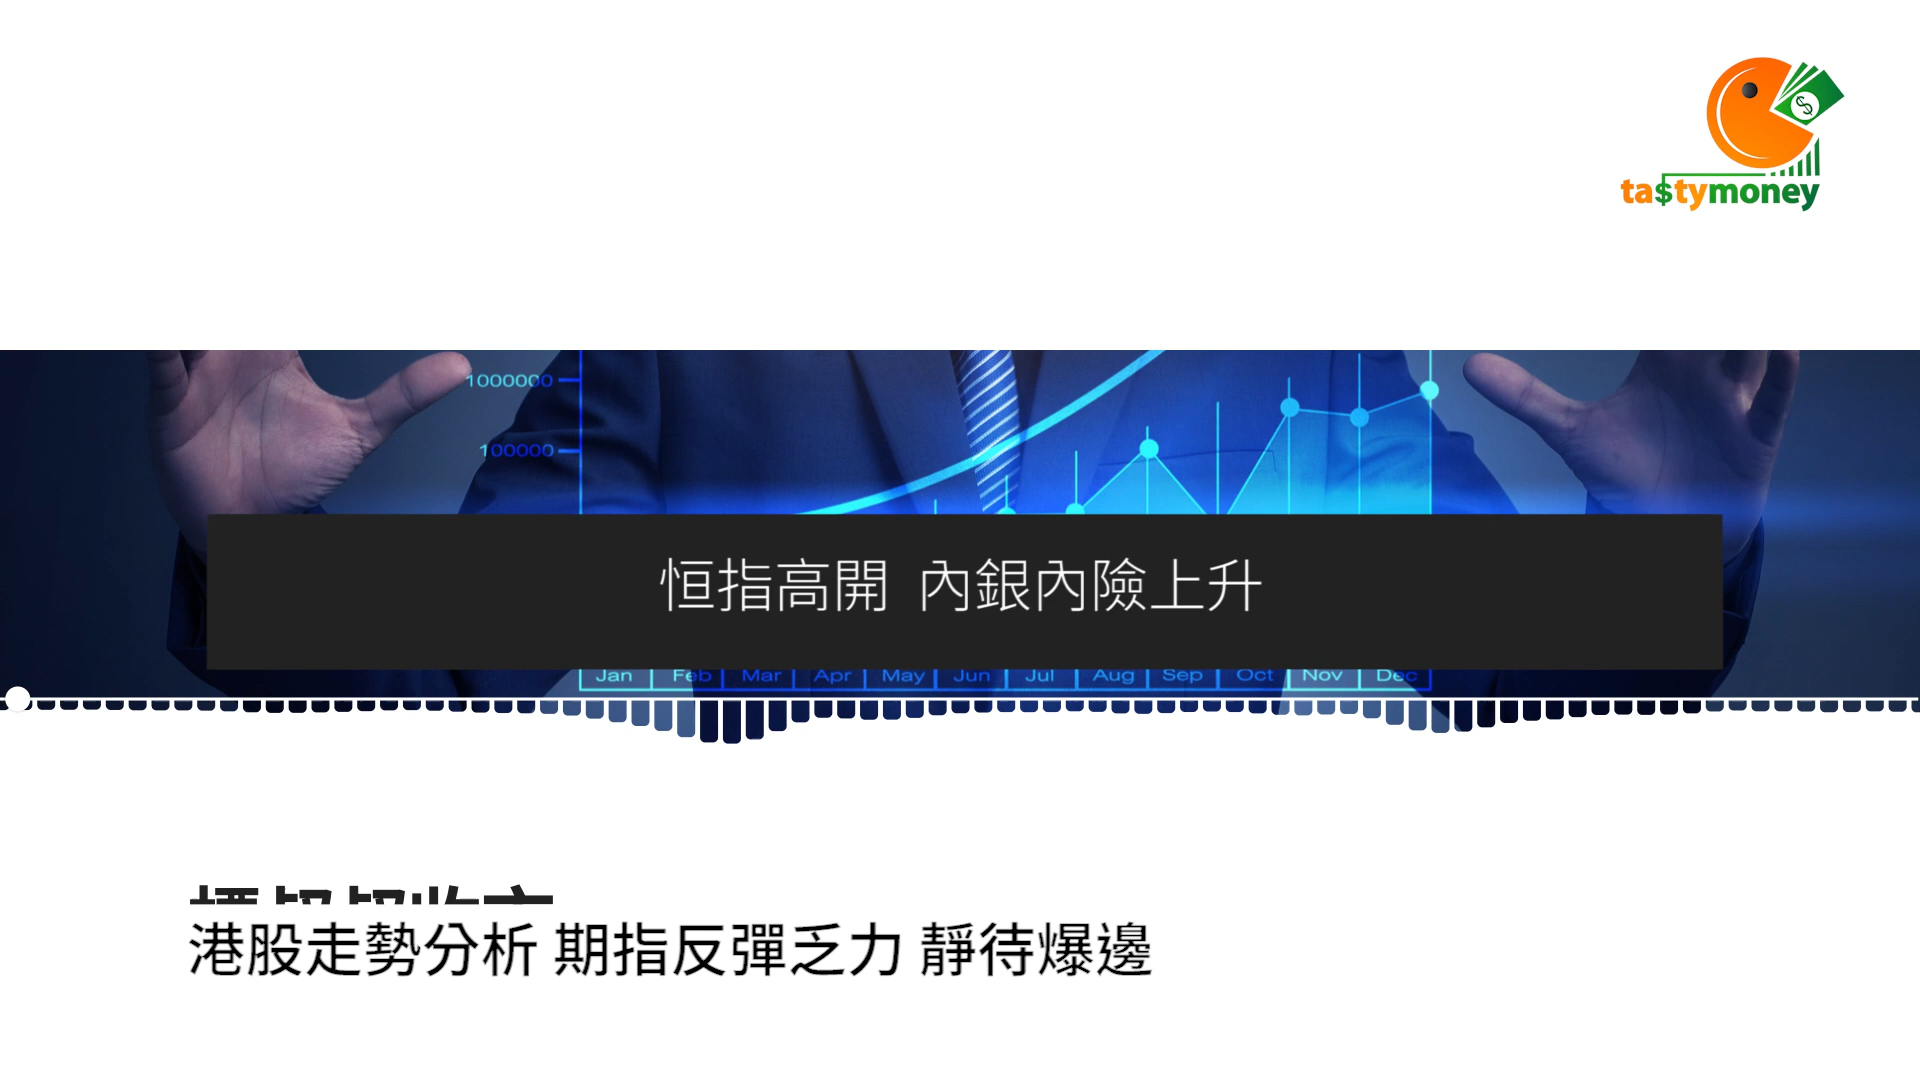 tastymoney
1000000
100000
恒指高開 內銀內險上升
Jan Feb Mar Apr May Jun Jul Aug Sep Oct Nov Dec
港股走勢分析 期指反彈乏力 靜待爆邊